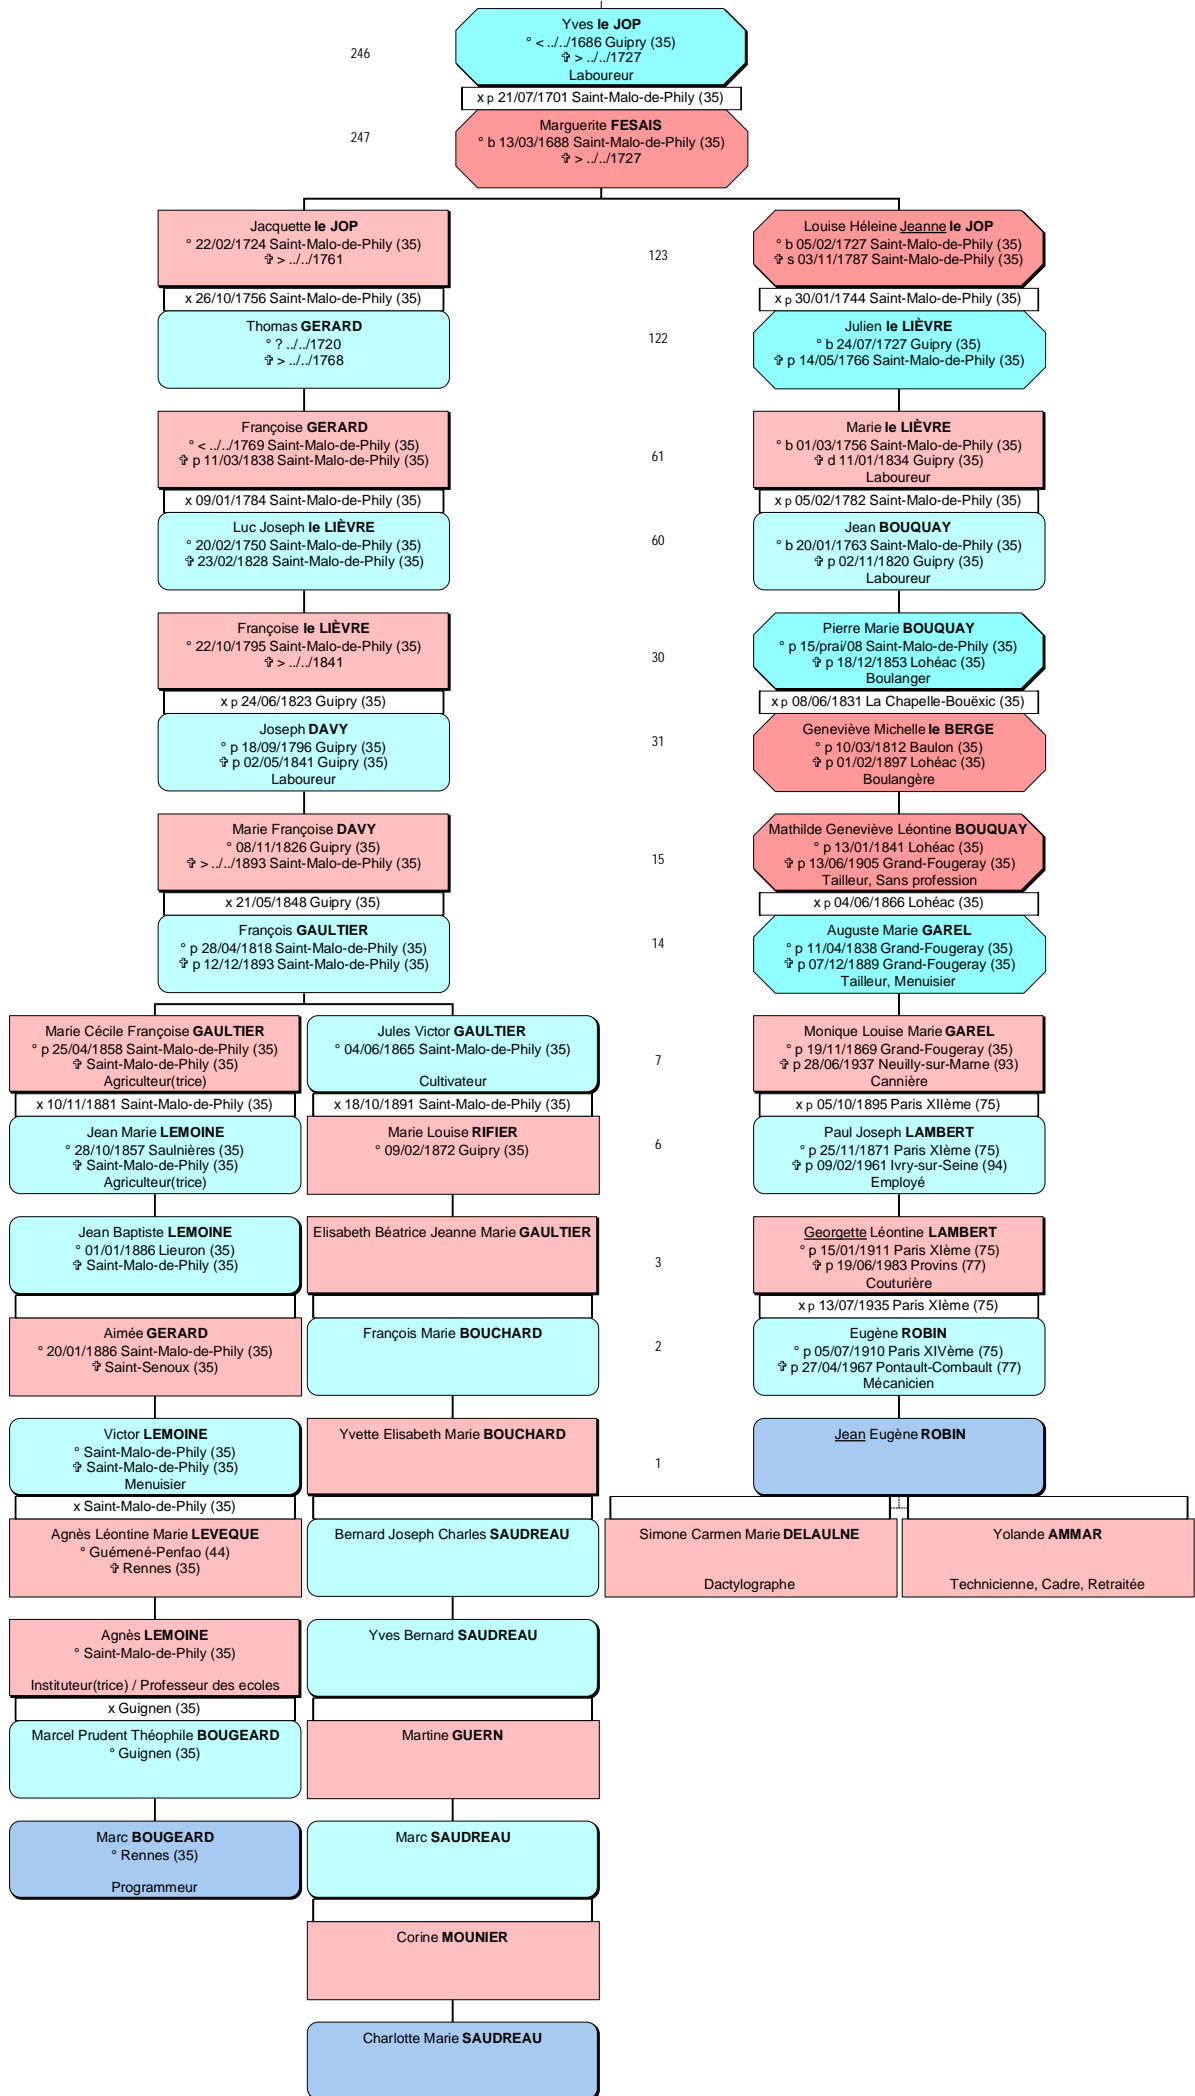 Yves le JOP
° < ../../1686 Guipry (35)
✞ > ../../1727
Laboureur
246
x p 21/07/1701 Saint-Malo-de-Phily (35)
Marguerite FESAIS
° b 13/03/1688 Saint-Malo-de-Phily (35)
✞ > ../../1727
247
Jacquette le JOP
° 22/02/1724 Saint-Malo-de-Phily (35)
✞ > ../../1761
123
Louise Héleine Jeanne le JOP
° b 05/02/1727 Saint-Malo-de-Phily (35)
✞ s 03/11/1787 Saint-Malo-de-Phily (35)
x 26/10/1756 Saint-Malo-de-Phily (35)
x p 30/01/1744 Saint-Malo-de-Phily (35)
Thomas GERARD
° ? ../../1720
✞ > ../../1768
122
Julien le LIÈVRE
° b 24/07/1727 Guipry (35)
✞ p 14/05/1766 Saint-Malo-de-Phily (35)
Françoise GERARD
° < ../../1769 Saint-Malo-de-Phily (35)
✞ p 11/03/1838 Saint-Malo-de-Phily (35)
61
Marie le LIÈVRE
° b 01/03/1756 Saint-Malo-de-Phily (35)
✞ d 11/01/1834 Guipry (35)
Laboureur
x 09/01/1784 Saint-Malo-de-Phily (35)
x p 05/02/1782 Saint-Malo-de-Phily (35)
Luc Joseph le LIÈVRE
° 20/02/1750 Saint-Malo-de-Phily (35)
✞ 23/02/1828 Saint-Malo-de-Phily (35)
60
Jean BOUQUAY
° b 20/01/1763 Saint-Malo-de-Phily (35)
✞ p 02/11/1820 Guipry (35)
Laboureur
Françoise le LIÈVRE
° 22/10/1795 Saint-Malo-de-Phily (35)
✞ > ../../1841
30
Pierre Marie BOUQUAY
° p 15/prai/08 Saint-Malo-de-Phily (35)
✞ p 18/12/1853 Lohéac (35)
Boulanger
x p 24/06/1823 Guipry (35)
x p 08/06/1831 La Chapelle-Bouëxic (35)
Joseph DAVY
° p 18/09/1796 Guipry (35)
✞ p 02/05/1841 Guipry (35)
Laboureur
31
Geneviève Michelle le BERGE
° p 10/03/1812 Baulon (35)
✞ p 01/02/1897 Lohéac (35)
Boulangère
Marie Françoise DAVY
° 08/11/1826 Guipry (35)
✞ > ../../1893 Saint-Malo-de-Phily (35)
15
Mathilde Geneviève Léontine BOUQUAY
° p 13/01/1841 Lohéac (35)
✞ p 13/06/1905 Grand-Fougeray (35)
Tailleur, Sans profession
x 21/05/1848 Guipry (35)
x p 04/06/1866 Lohéac (35)
François GAULTIER
° p 28/04/1818 Saint-Malo-de-Phily (35)
✞ p 12/12/1893 Saint-Malo-de-Phily (35)
14
Auguste Marie GAREL
° p 11/04/1838 Grand-Fougeray (35)
✞ p 07/12/1889 Grand-Fougeray (35)
Tailleur, Menuisier
Marie Cécile Françoise GAULTIER
° p 25/04/1858 Saint-Malo-de-Phily (35)
✞ Saint-Malo-de-Phily (35)
Agriculteur(trice)
Jules Victor GAULTIER
° 04/06/1865 Saint-Malo-de-Phily (35)
Cultivateur
7
Monique Louise Marie GAREL
° p 19/11/1869 Grand-Fougeray (35)
✞ p 28/06/1937 Neuilly-sur-Marne (93)
Cannière
x 10/11/1881 Saint-Malo-de-Phily (35)
x 18/10/1891 Saint-Malo-de-Phily (35)
x p 05/10/1895 Paris XIIème (75)
Jean Marie LEMOINE
° 28/10/1857 Saulnières (35)
✞ Saint-Malo-de-Phily (35)
Agriculteur(trice)
Marie Louise RIFIER
° 09/02/1872 Guipry (35)
6
Paul Joseph LAMBERT
° p 25/11/1871 Paris XIème (75)
✞ p 09/02/1961 Ivry-sur-Seine (94)
Employé
Jean Baptiste LEMOINE
° 01/01/1886 Lieuron (35)
✞ Saint-Malo-de-Phily (35)
Elisabeth Béatrice Jeanne Marie GAULTIER
3
Georgette Léontine LAMBERT
° p 15/01/1911 Paris XIème (75)
✞ p 19/06/1983 Provins (77)
Couturière
x p 13/07/1935 Paris XIème (75)
Aimée GERARD
° 20/01/1886 Saint-Malo-de-Phily (35)
✞ Saint-Senoux (35)
François Marie BOUCHARD
2
Eugène ROBIN
° p 05/07/1910 Paris XIVème (75)
✞ p 27/04/1967 Pontault-Combault (77)
Mécanicien
Victor LEMOINE
° Saint-Malo-de-Phily (35)
✞ Saint-Malo-de-Phily (35)
Menuisier
Yvette Elisabeth Marie BOUCHARD
1
Jean Eugène ROBIN
x Saint-Malo-de-Phily (35)
Agnès Léontine Marie LEVEQUE
° Guémené-Penfao (44)
✞ Rennes (35)
Bernard Joseph Charles SAUDREAU
Simone Carmen Marie DELAULNE
Dactylographe
Yolande AMMAR
Technicienne, Cadre, Retraitée
Agnès LEMOINE
° Saint-Malo-de-Phily (35)
Instituteur(trice) / Professeur des ecoles
Yves Bernard SAUDREAU
x Guignen (35)
Marcel Prudent Théophile BOUGEARD
° Guignen (35)
Martine GUERN
Marc BOUGEARD
° Rennes (35)
Programmeur
Marc SAUDREAU
Corine MOUNIER
Charlotte Marie SAUDREAU